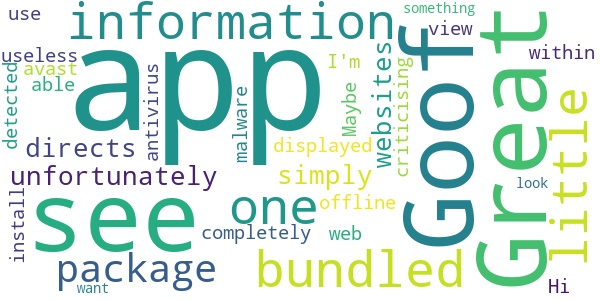 use
information
something
view
useless
avast
able
detected
antivirus
app
malware
I'm
Maybe
websites
criticising
Goof
Great
within
little
directs
displayed
unfortunately
simply
look
install
see
one
offline
completely
web
package
want
bundled
Hi